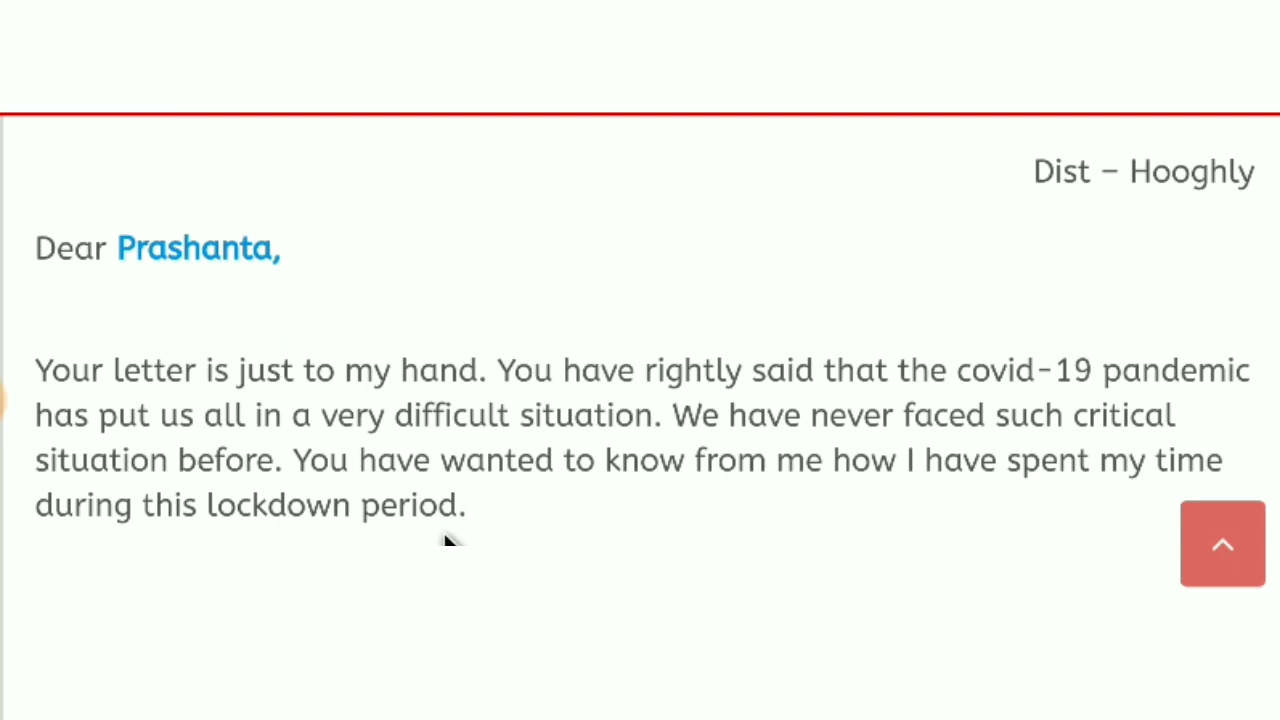 Dist – Hooghly
Dear Prashanta,
Your letter is just to my hand. You have rightly said that the covid-19 pandemic
has put us all in a very difficult situation. We have never faced such critical
situation before. You have wanted to know from me how I have spent my time
during this lockdown period.